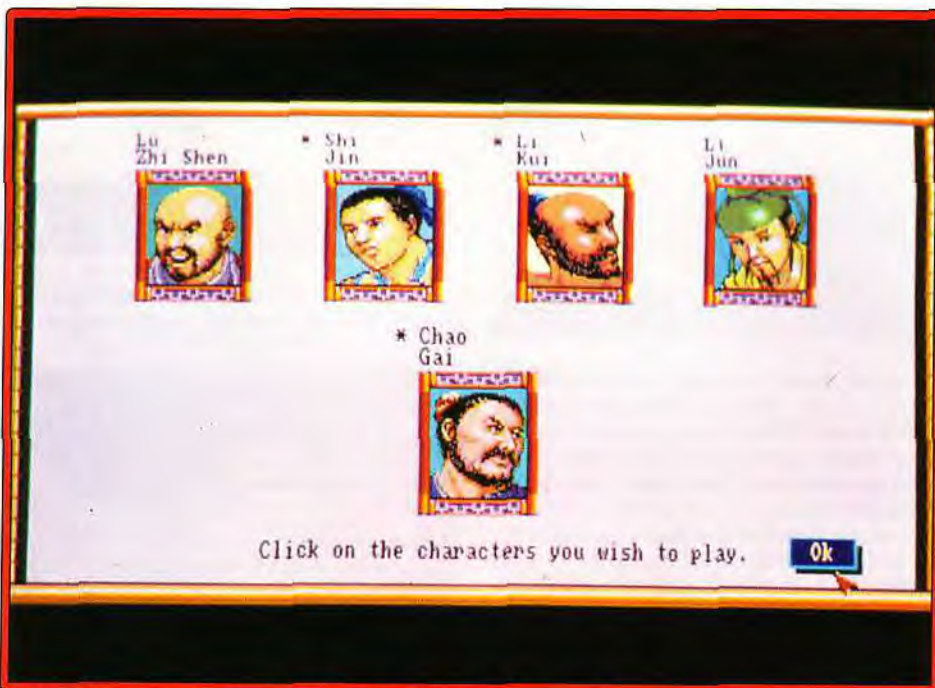 Lu
Zhi Shen
* Shi
Jin
* Li
Kui
Li
Jun
* Chao
Gai
Click on the characters you wish to play.
Ok